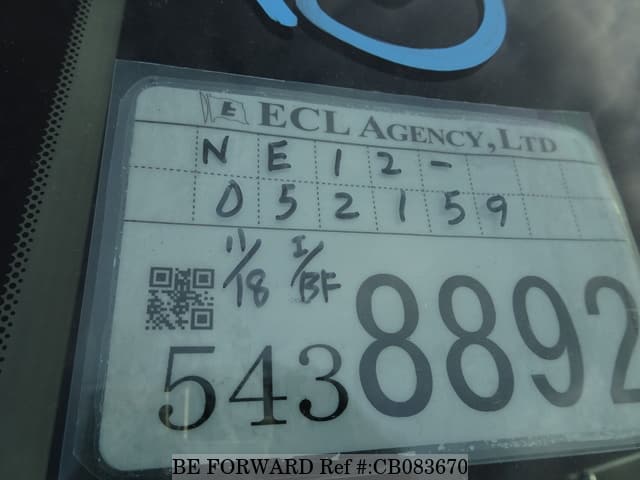 E ECL AGENCY, LTD
NE12-
052159
11/18 I/BF
5438892
BE FORWARD Ref #:CB083670